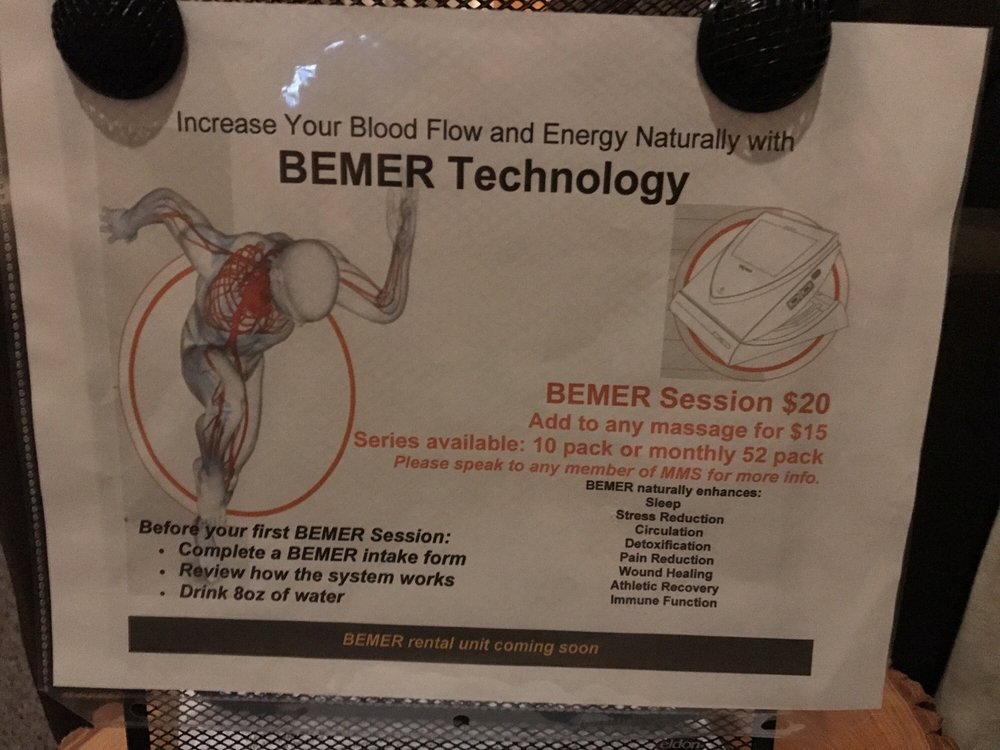 Increase Your Blood Flow and Energy Naturally with
BEMER Technology
BEMER Session $20
Add to any massage for $15
Series available: 10 pack or monthly 52 pack
Please speak to any member of MMS for more info.
BEMER naturally enhances:
Sleep
Stress Reduction
Circulation
Detoxification
Pain Reduction
Wound Healing
Athletic Recovery
Immune Function
Before your first BEMER Session:
• Complete a BEMER intake form
• Review how the system works
• Drink 8oz of water
BEMER rental unit coming soon
eldon